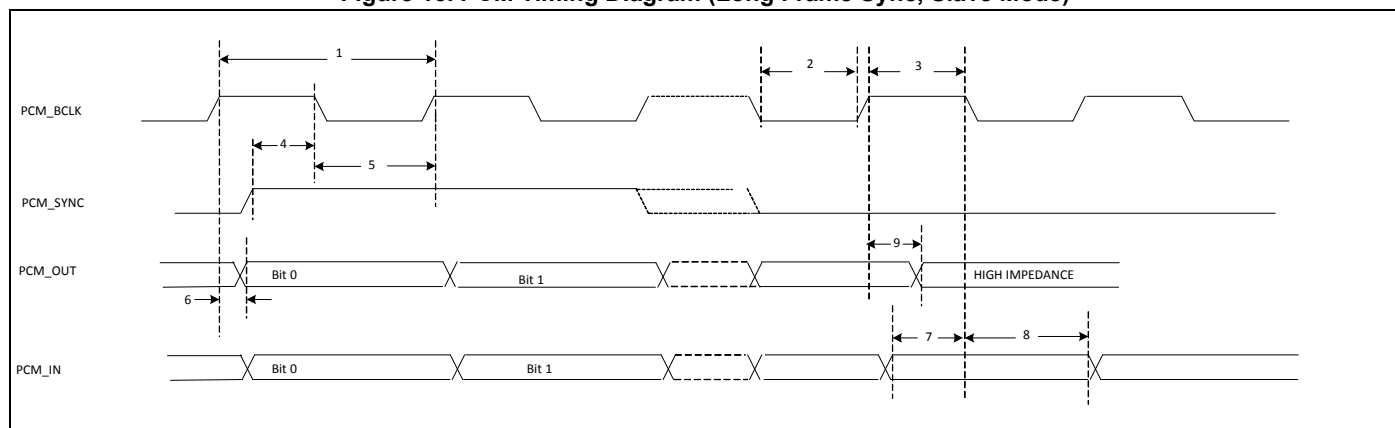 Figure PCM Timing Diagram (Long Frame Sync, Slave Mode)
1
2
3
PCM_BCLK
4
5
PCM_SYNC
9
PCM_OUT
Bit 0
Bit 1
HIGH IMPEDANCE
6
7
8
PCM_IN
Bit 0
Bit 1